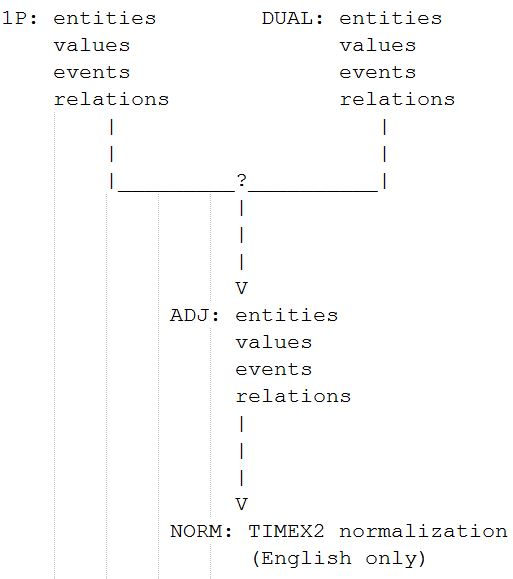 1P: entities DUAL: entities
values values
events events
relations relations
?
V
ADJ: entities
values
events
relations
V
NORM: TIMEX2 normalization
(English only)